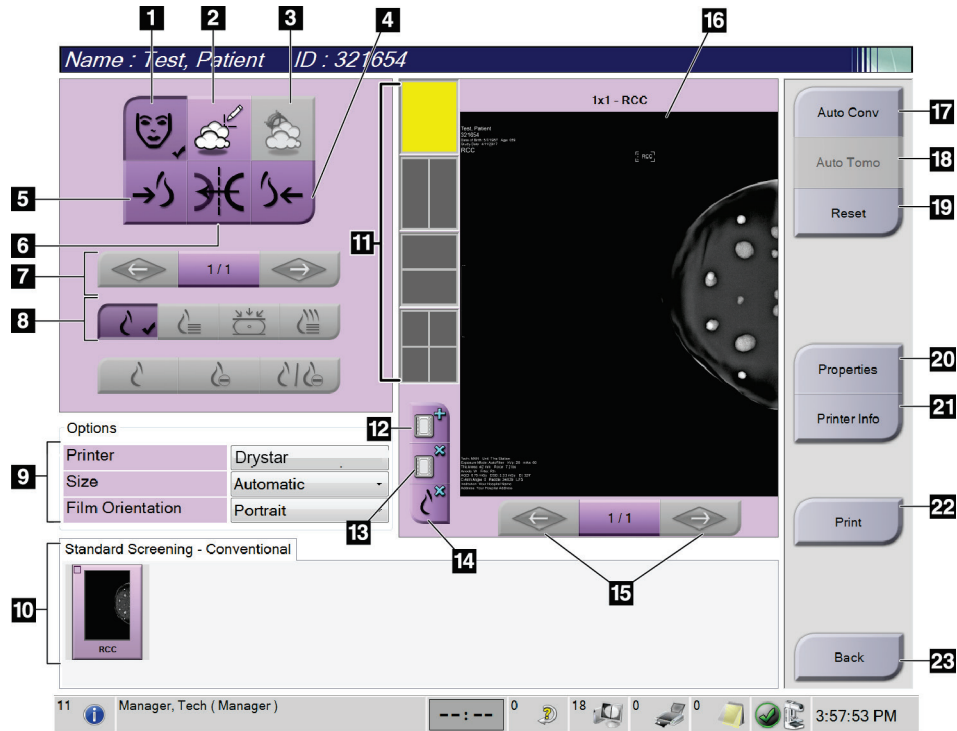 1
2
3
4
16
Name : Test, Patient ID : 321654
1x1 - RCC
Test, Patient
321654
RCC
RCC
Auto Conv
17
Auto Tomo
18
Reset
19
5
6
11
7
1 / 1
8
Properties
20
Printer Info
21
Options
12
9
Printer
Drystar
Size
Automatic
Film Orientation
Portrait
13
14
1 / 1
15
Print
22
Standard Screening - Conventional
10
RCC
Back
23
11
Manager, Tech ( Manager )
--:--
0
18
0
0
3:57:53 PM